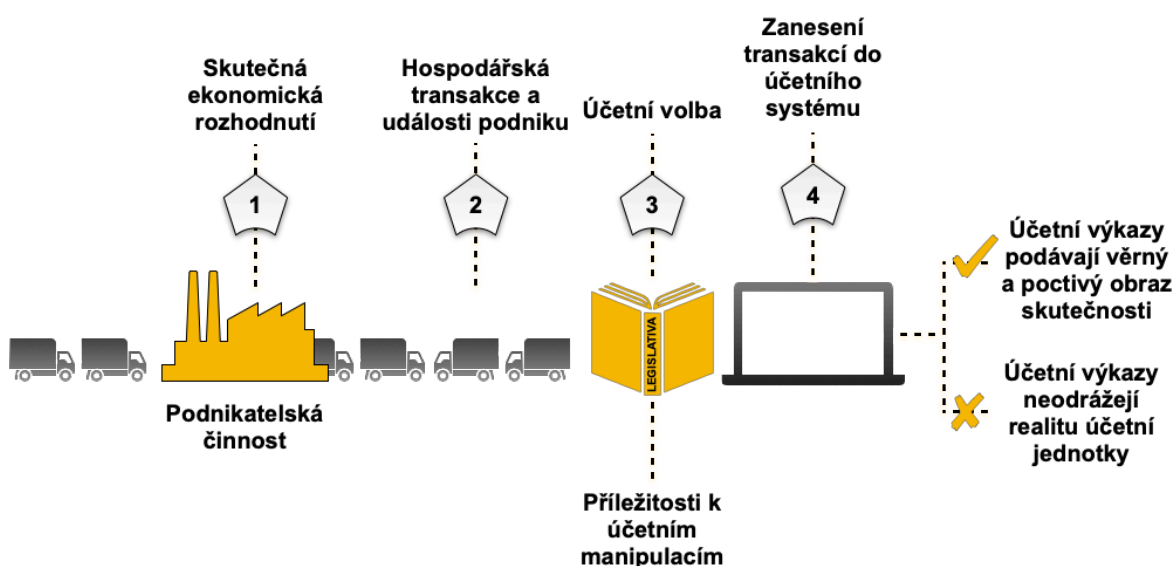 Skutečná
ekonomická
rozhodnutí
1
Podnikatelská
činnost
Hospodářská
transakce a
události podniku
2
Účetní volba
3
LEGISLATIVA
Příležitosti k
účetním
manipulacím
Zanesení
transakcí do
účetního
systému
4
Účetní výkazy
podávají věrný
a poctivý obraz
skutečnosti
Účetní výkazy
neodrážejí
realitu účetní
jednotky